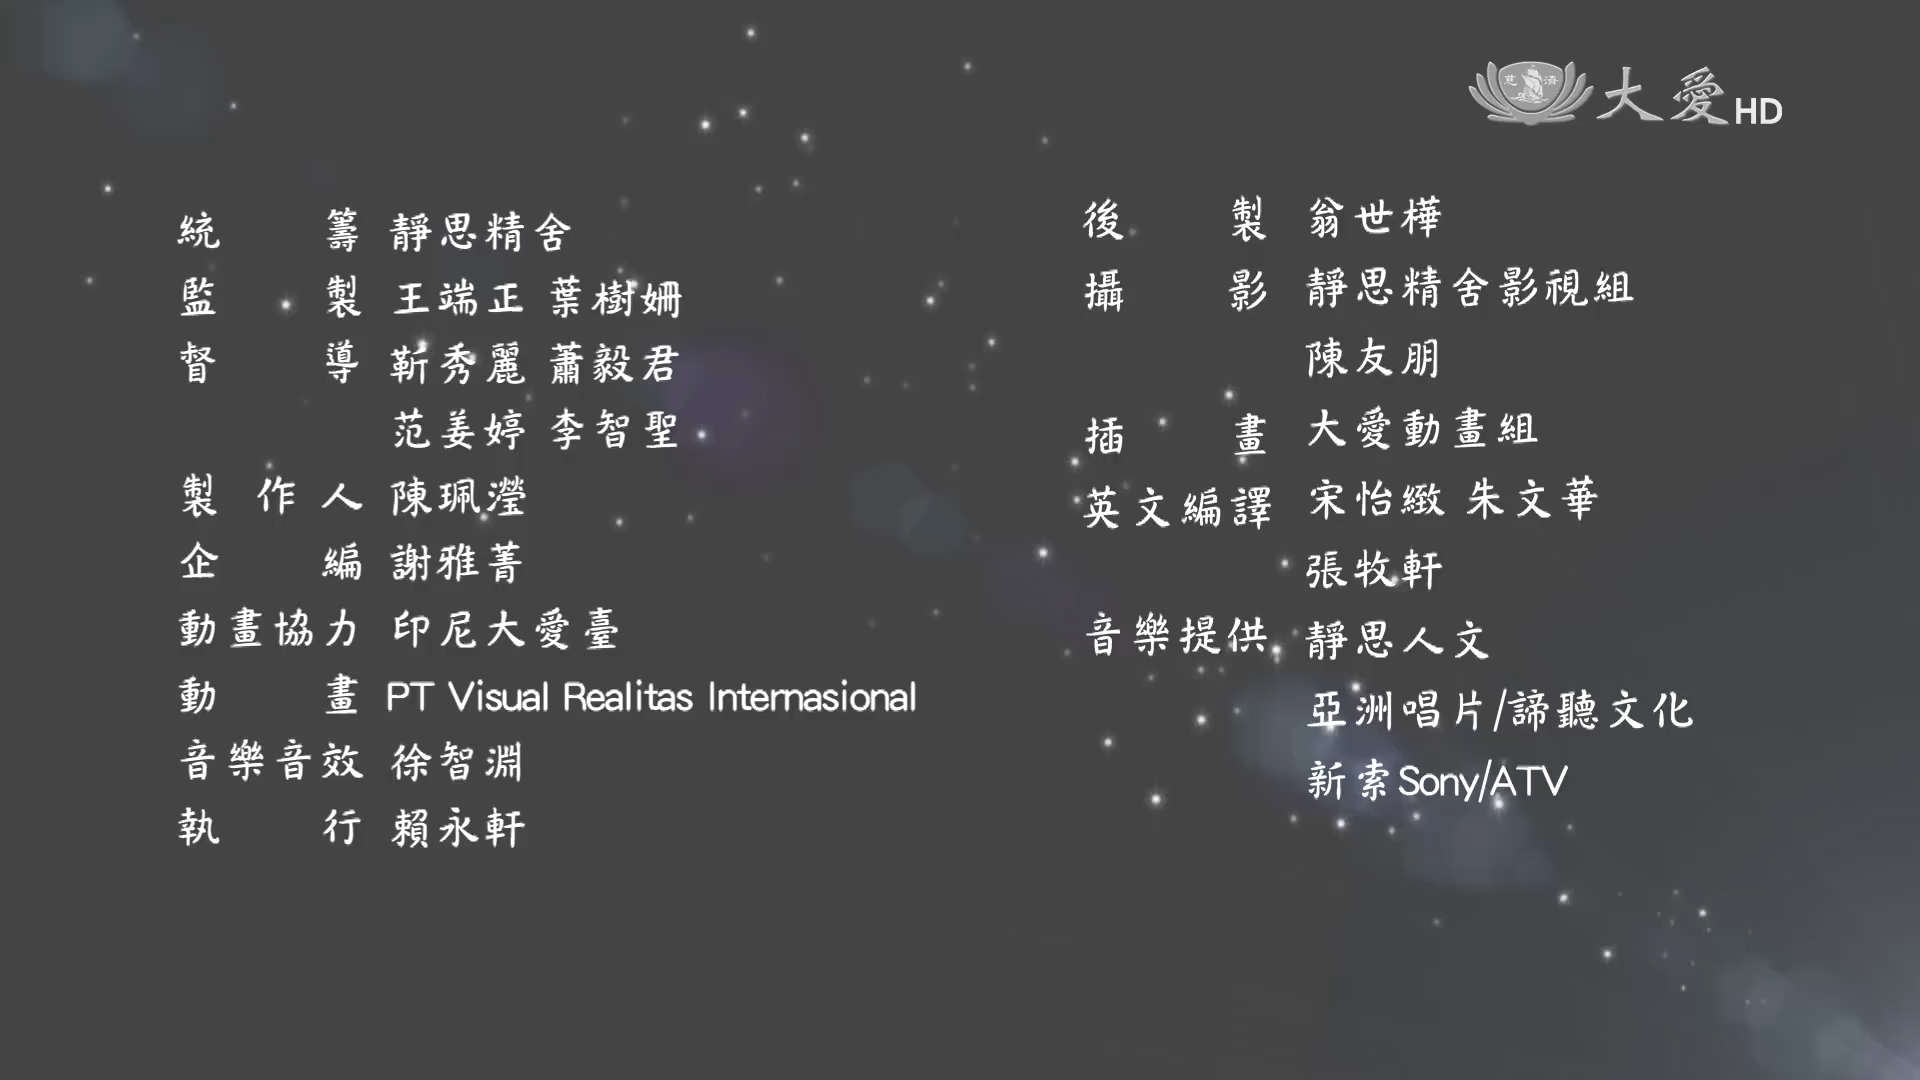 慈濟
大愛HD
統籌 靜思精舍
監製 王端正 葉樹姍
督導 靳秀麗 蕭毅君
范姜婷 李智聖
製作人 陳珮瀅
企編 謝雅菁
動畫協力 印尼大愛臺
動畫 PT Visual Realitas Internasional
音樂音效 徐智淵
執行 賴永軒
後製 翁世樺
攝影 靜思精舍影視組
陳友朋
插畫 大愛動畫組
英文編譯 宋怡緻 朱文華
張牧軒
音樂提供 靜思人文
亞洲唱片/諦聽文化
新索Sony/ATV